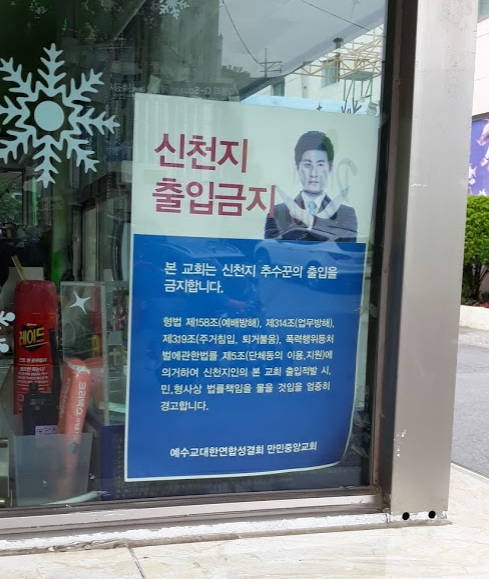 신천지
출입금지
본 교회는 신천지 추수꾼의 출입을
금지합니다.
형법 제158조(예배방해), 제314조(업무방해),
제319조(주거침입, 퇴거불응), 폭력행위등처
벌에관한법률 제5조(단체등의 이용,지원)에
의거하여 신천지인의 본 교회 출입적발 시,
민,형사상 법률책임을 물을 것임을 엄중히
경고합니다.
예수교대한연합성결회 만민중앙교회
레이드